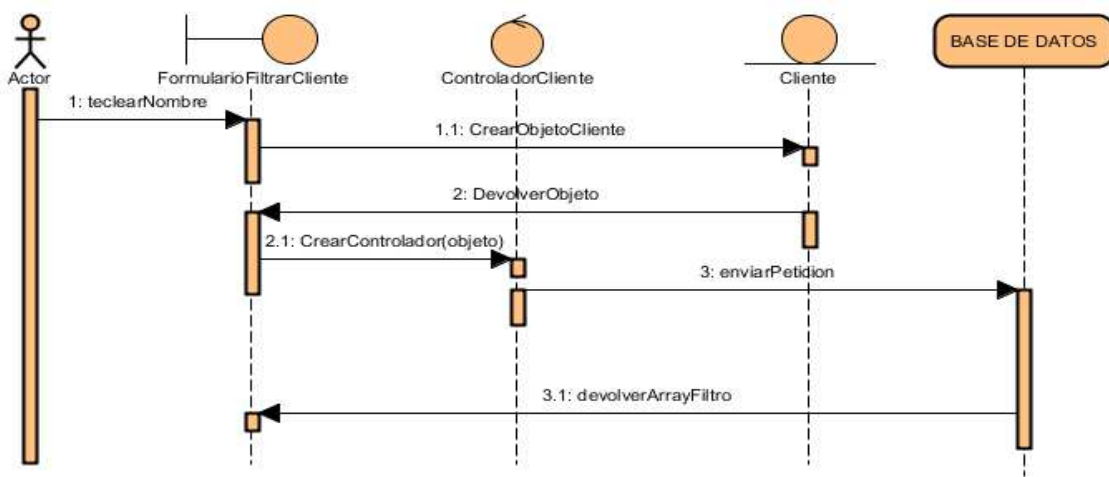 BASE DE DATOS
Actor
FormularioFiltrarCliente
ControladorCliente
Cliente
1: teclearNombre
1.1: CrearObjetoCliente
2: DevolverObjeto
2.1: CrearControlador(objeto)
3: enviarPeticion
3.1: devolverArrayFiltro